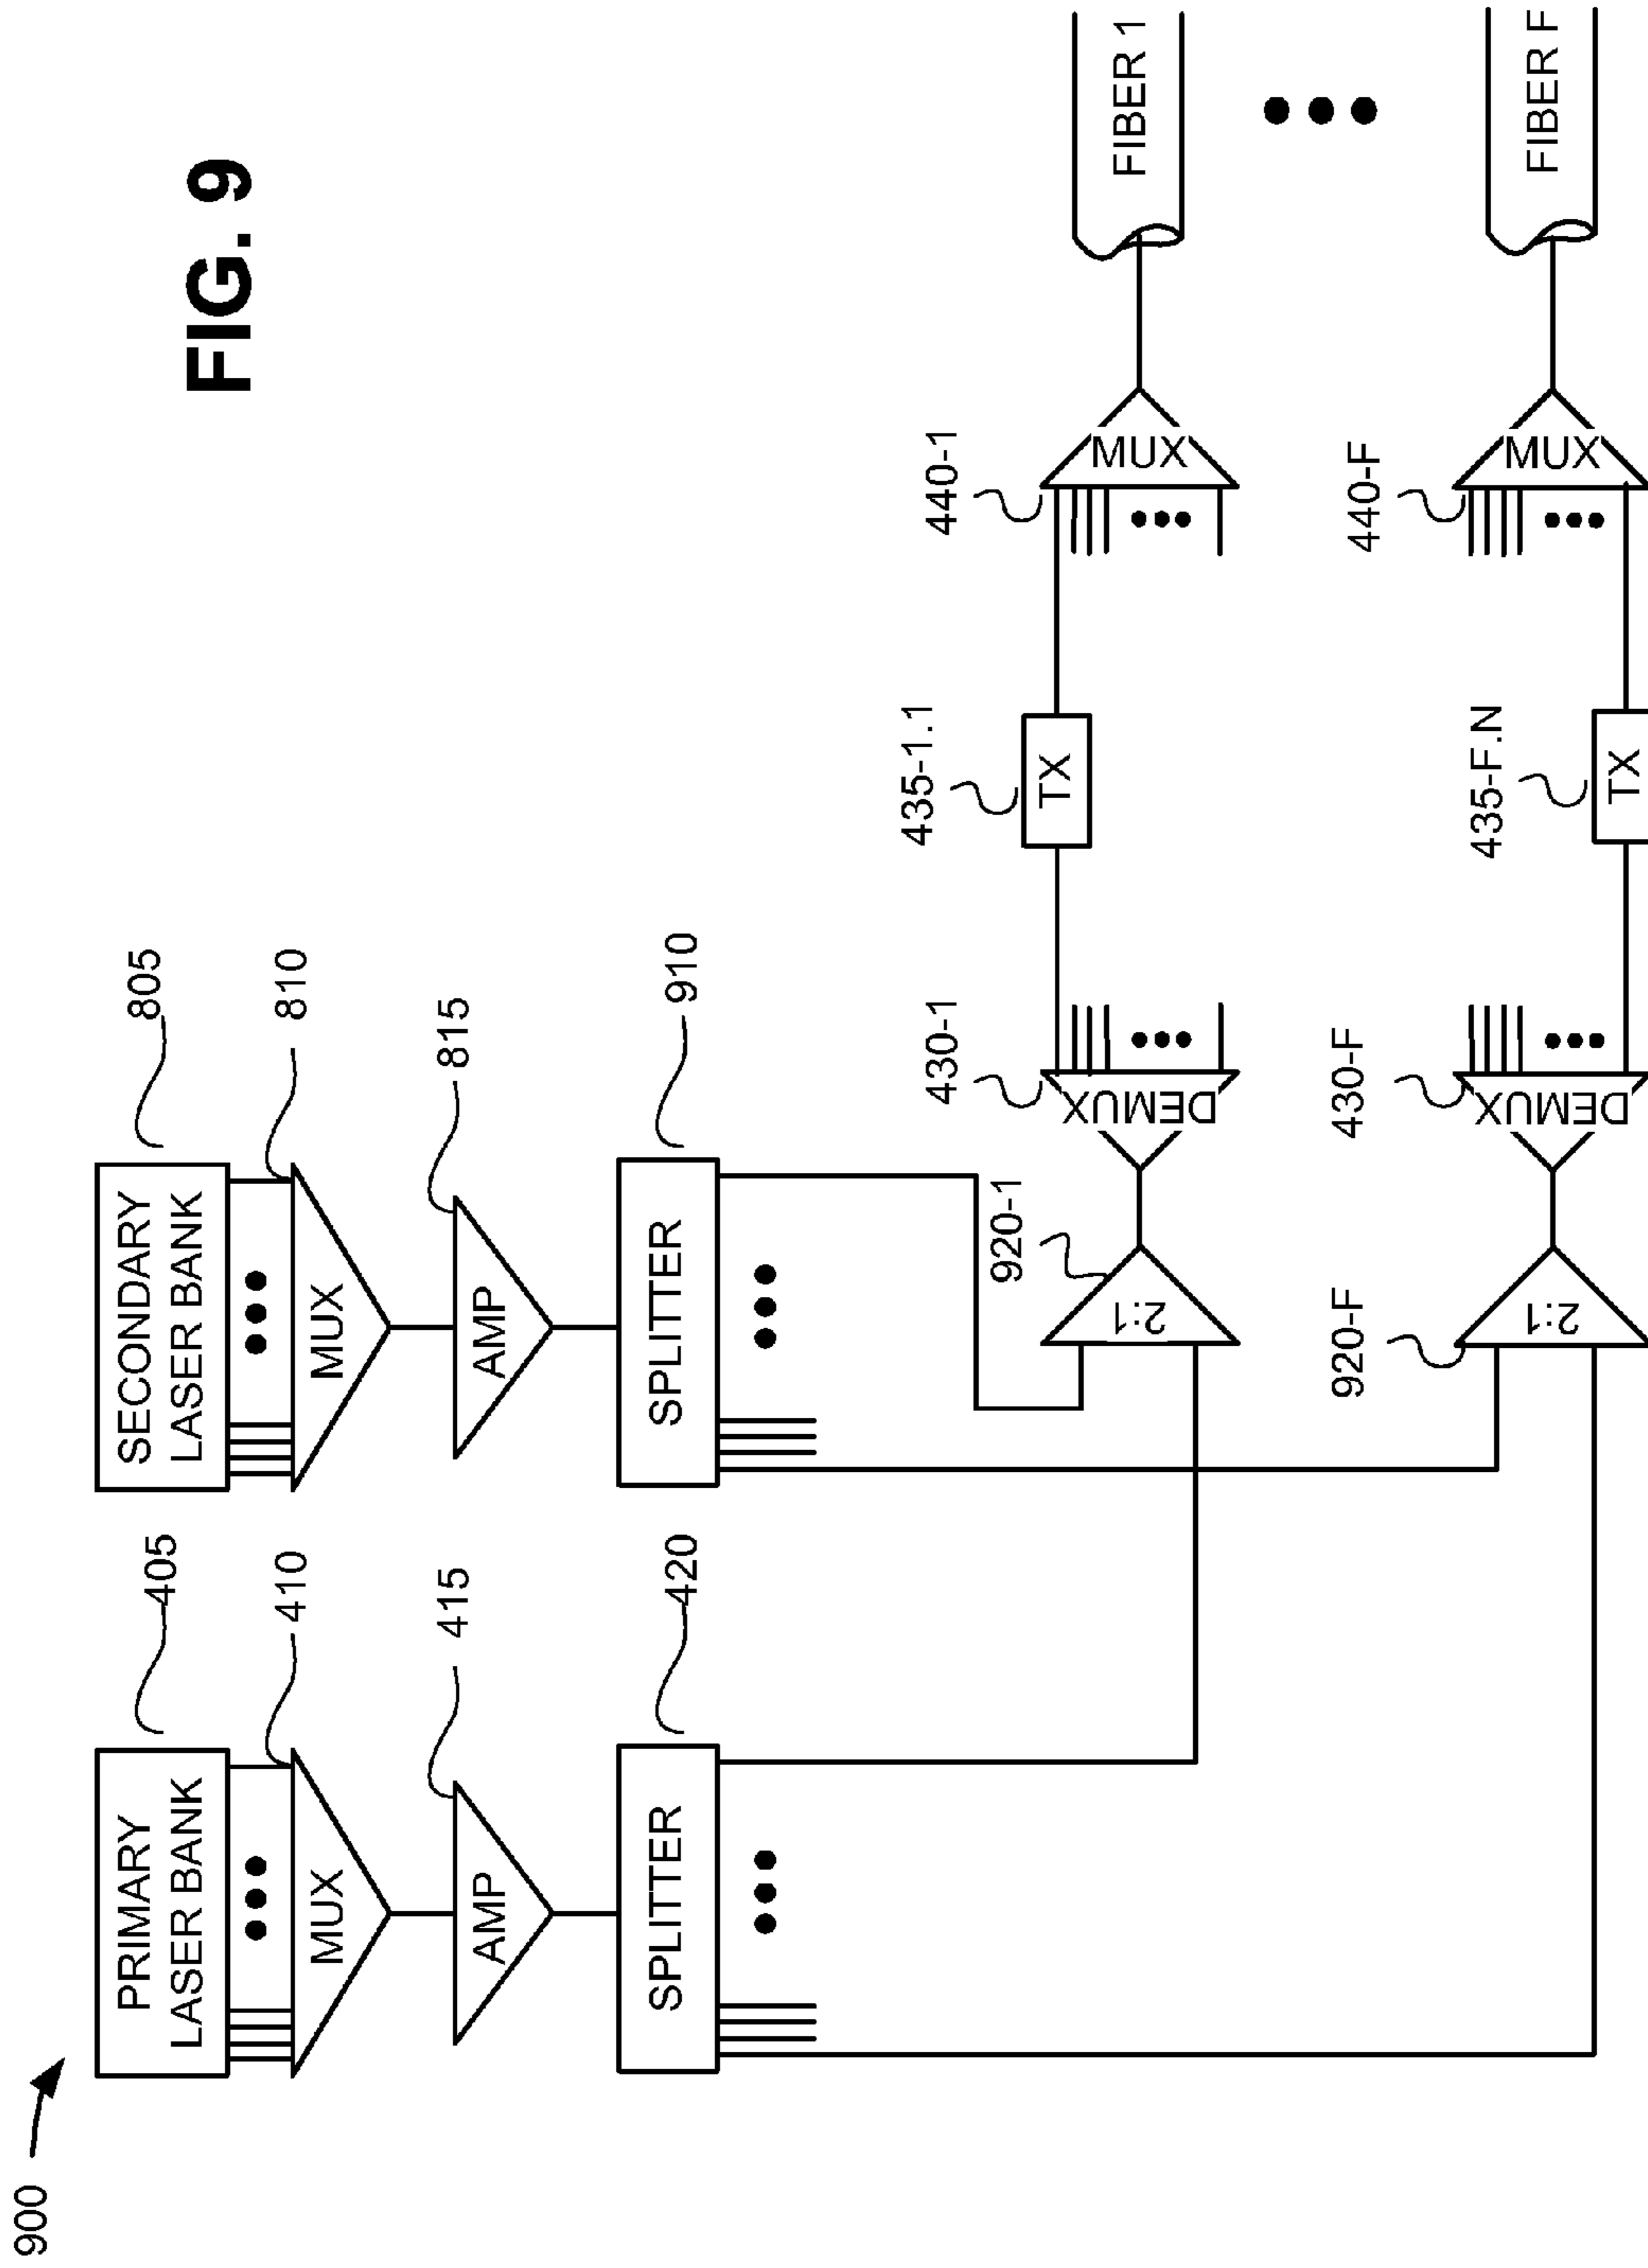 FIG. 9
900
PRIMARY
LASER BANK
405
MUX
410
AMP
415
SPLITTER
420
SECONDARY
LASER BANK
805
MUX
810
AMP
815
SPLITTER
910
920-1
2:1
430-1
DEMUX
435-1.1
TX
440-1
MUX
FIBER 1
920-F
2:1
430-F
DEMUX
435-F.N
TX
440-F
MUX
FIBER F